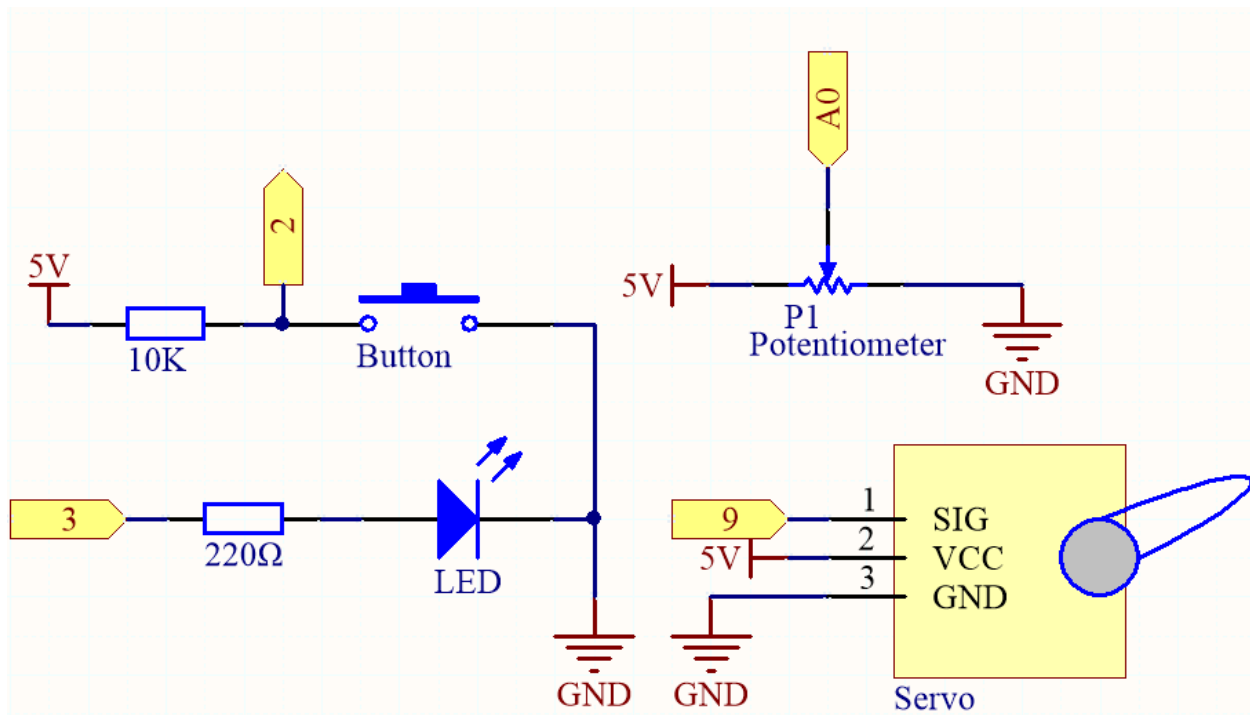 A0
2
5V
10K
Button
5V
P1
Potentiometer
GND
3
220Ω
LED
GND
9
1
SIG
5V
2
VCC
3
GND
GND
Servo